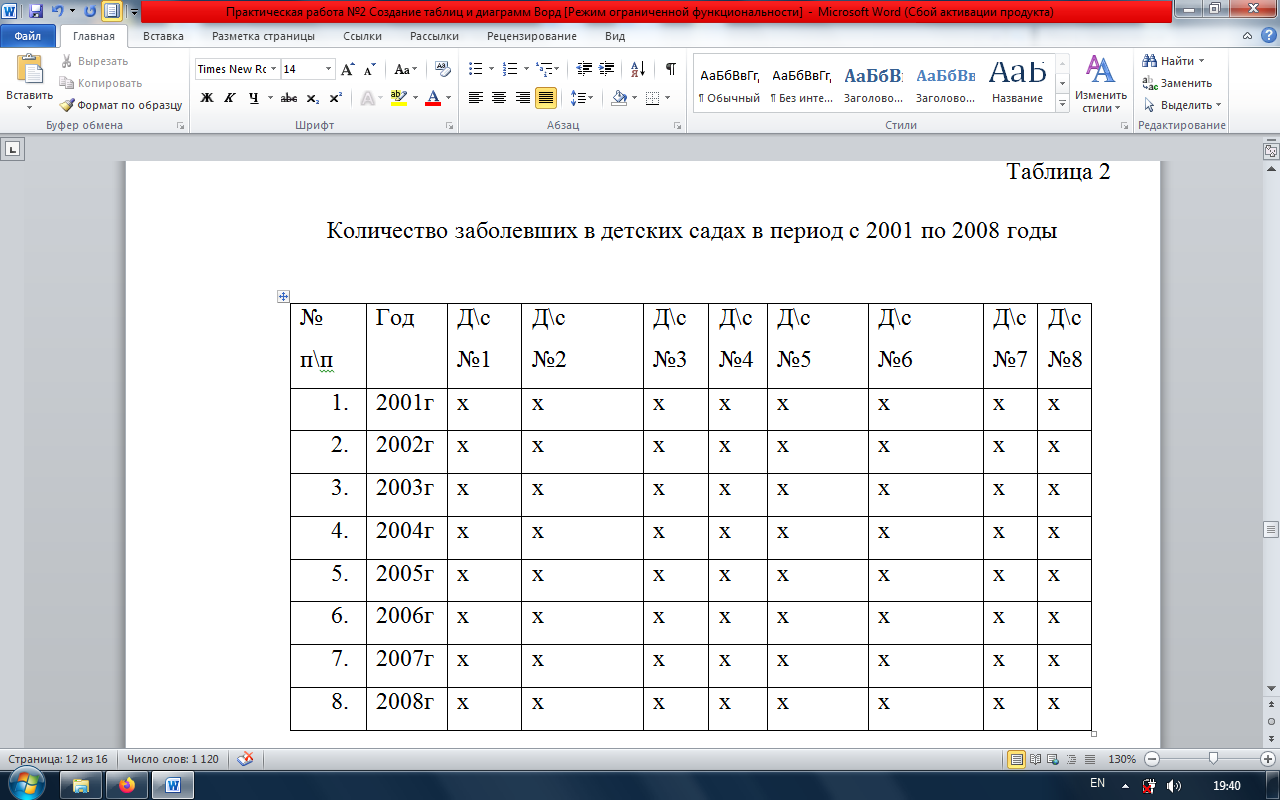 Практическая работа №2 Создание таблиц и диаграмм Ворд [Режим ограниченной функциональности] - Microsoft Word (Сбой активации продукта)
Файл Главная Вставка Разметка страницы Ссылки Рассылки Рецензирование Вид
Вставить
Вырезать
Копировать
Формат по образцу
Буфер обмена
Times New Rc 14
Ж К Ч abc x₂ x² A ab A
Шрифт
Абзац
АаБбВвГг, АаБбВвГг, АаБбВ: АаБбВв АаБ
¶ Обычный ¶ Без инте... Заголово... Заголово... Название
Изменить стили
Стили
Найти
Заменить
Выделить
Редактирование
Таблица 2
Количество заболевших в детских садах в период с 2001 по 2008 годы
№ Год Д\с Д\с Д\с Д\с Д\с Д\с Д\с Д\с
п\п №1 №2 №3 №4 №5 №6 №7 №8
1. 2001г х х х х х х х х
2. 2002г х х х х х х х х
3. 2003г х х х х х х х х
4. 2004г х х х х х х х х
5. 2005г х х х х х х х х
6. 2006г х х х х х х х х
7. 2007г х х х х х х х х
8. 2008г х х х х х х х х
Страница: 12 из 16 Число слов: 1 120 130%
EN 19:40